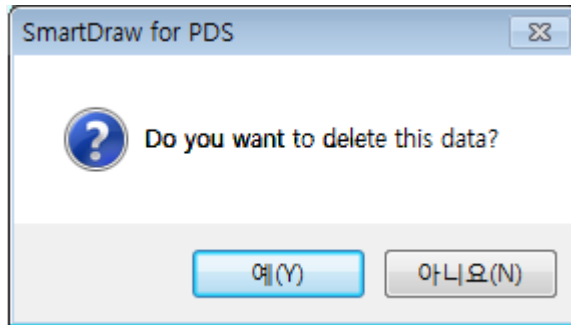 SmartDraw for PDS
Do you want to delete this data?
예(Y) 아니요(N)